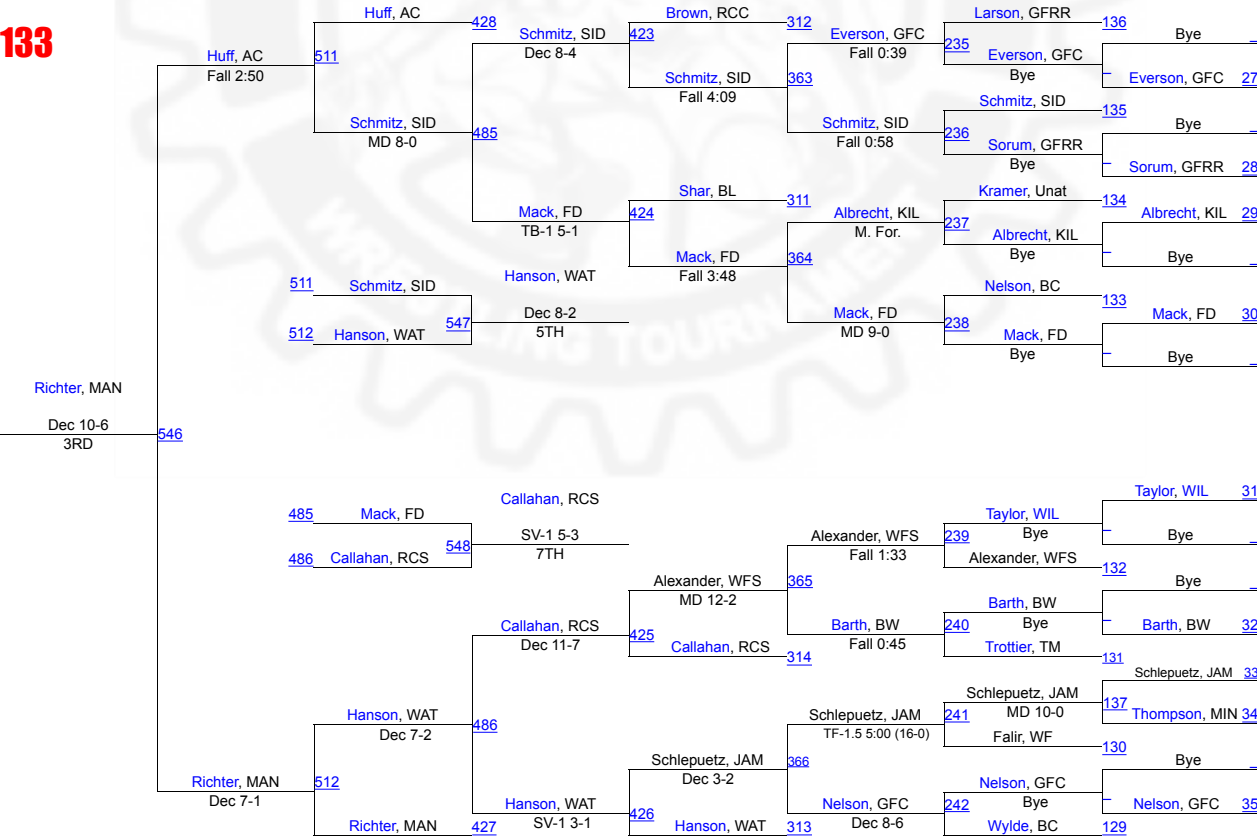 133
Huff, AC
Fall 2:50
511
Huff, AC
428
Schmitz, SID
MD 8-0
485
Schmitz, SID
Dec 8-4
423
Mack, FD
TB-1 5-1
424
Brown, RCC
312
Schmitz, SID
Fall 4:09
363
Shar, BL
311
Mack, FD
Fall 3:48
364
Everson, GFC
Fall 0:39
235
Schmitz, SID
Fall 0:58
236
Albrecht, KIL
M. For.
237
Mack, FD
MD 9-0
238
Larson, GFRR
136
Everson, GFC
Bye
Schmitz, SID
135
Sorum, GFRR
Bye
Kramer, Unat
134
Albrecht, KIL
Bye
Nelson, BC
133
Mack, FD
Bye
Bye
Everson, GFC 27
Bye
Sorum, GFRR 28
Albrecht, KIL 29
Bye
Mack, FD 30
Bye
511 Schmitz, SID
512 Hanson, WAT
547
Hanson, WAT
Dec 8-2
5TH
Richter, MAN
Dec 10-6
3RD
546
485 Mack, FD
486 Callahan, RCS
548
Callahan, RCS
SV-1 5-3
7TH
Richter, MAN
Dec 7-1
512
Hanson, WAT
Dec 7-2
486
Richter, MAN
427
Callahan, RCS
Dec 11-7
425
Hanson, WAT
SV-1 3-1
426
Alexander, WFS
MD 12-2
365
Callahan, RCS
314
Schlepuetz, JAM
Dec 3-2
366
Hanson, WAT
313
Alexander, WFS
Fall 1:33
239
Barth, BW
Fall 0:45
240
Schlepuetz, JAM
TF-1.5 5:00 (16-0)
241
Nelson, GFC
Dec 8-6
242
Taylor, WIL
Bye
Alexander, WFS
132
Barth, BW
Bye
Trottier, TM
131
Schlepuetz, JAM
MD 10-0
137
Falir, WF
130
Nelson, GFC
Bye
Wylde, BC
129
Taylor, WIL 31
Bye
Bye
Barth, BW 32
Schlepuetz, JAM 33
Thompson, MIN 34
Bye
Nelson, GFC 35
WRESTLING TOURNAMENT